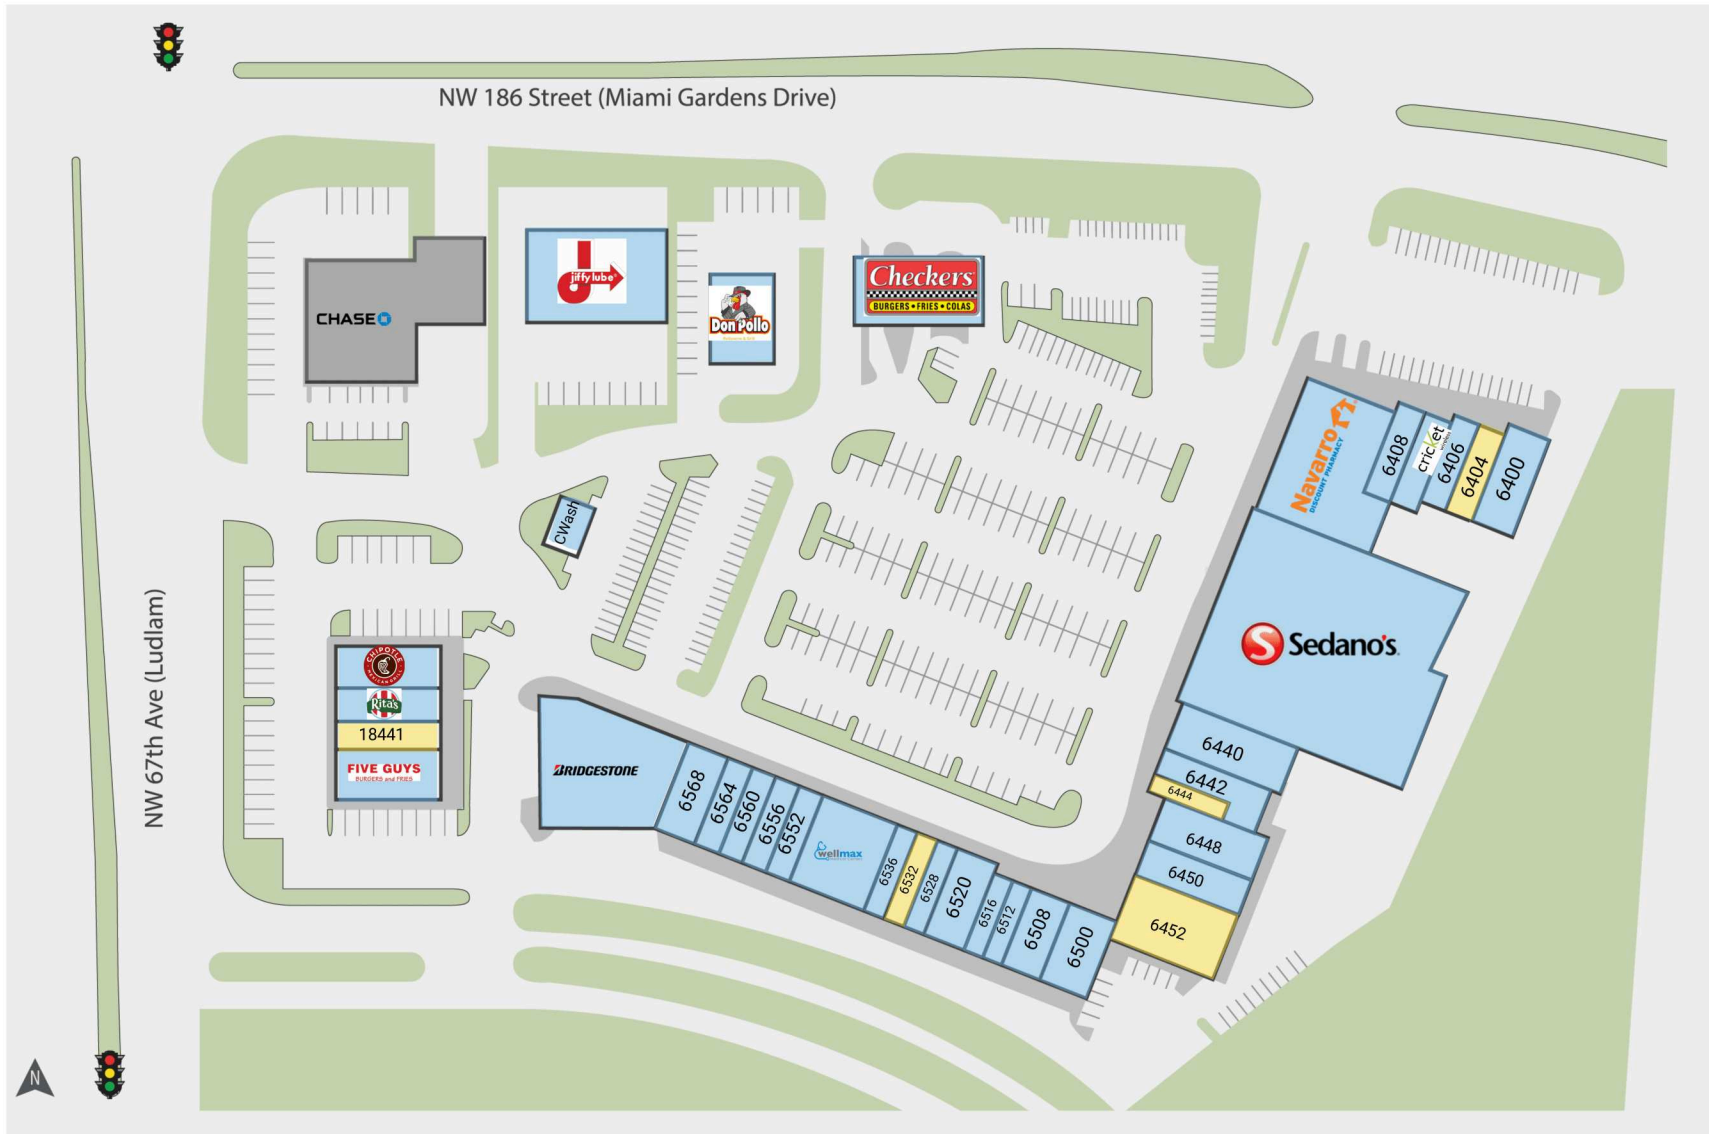 NW 186 Street (Miami Gardens Drive)
CHASE
jiffy lube
Don Pollo
Checkers
BURGERS • FRIES • COLAS
Navarro
DISCOUNT PHARMACY
6408
cricket
6406
6404
6400
CWash
Sedano's
NW 67th Ave (Ludlam)
CHIPOTLE
MEXICAN GRILL
Rita's
18441
FIVE GUYS
BURGERS and FRIES
BRIDGESTONE
6568
6564
6560
6556
6552
wellmax
6536
6532
6528
6520
6516
6512
6508
6500
6440
6442
6444
6448
6450
6452
N